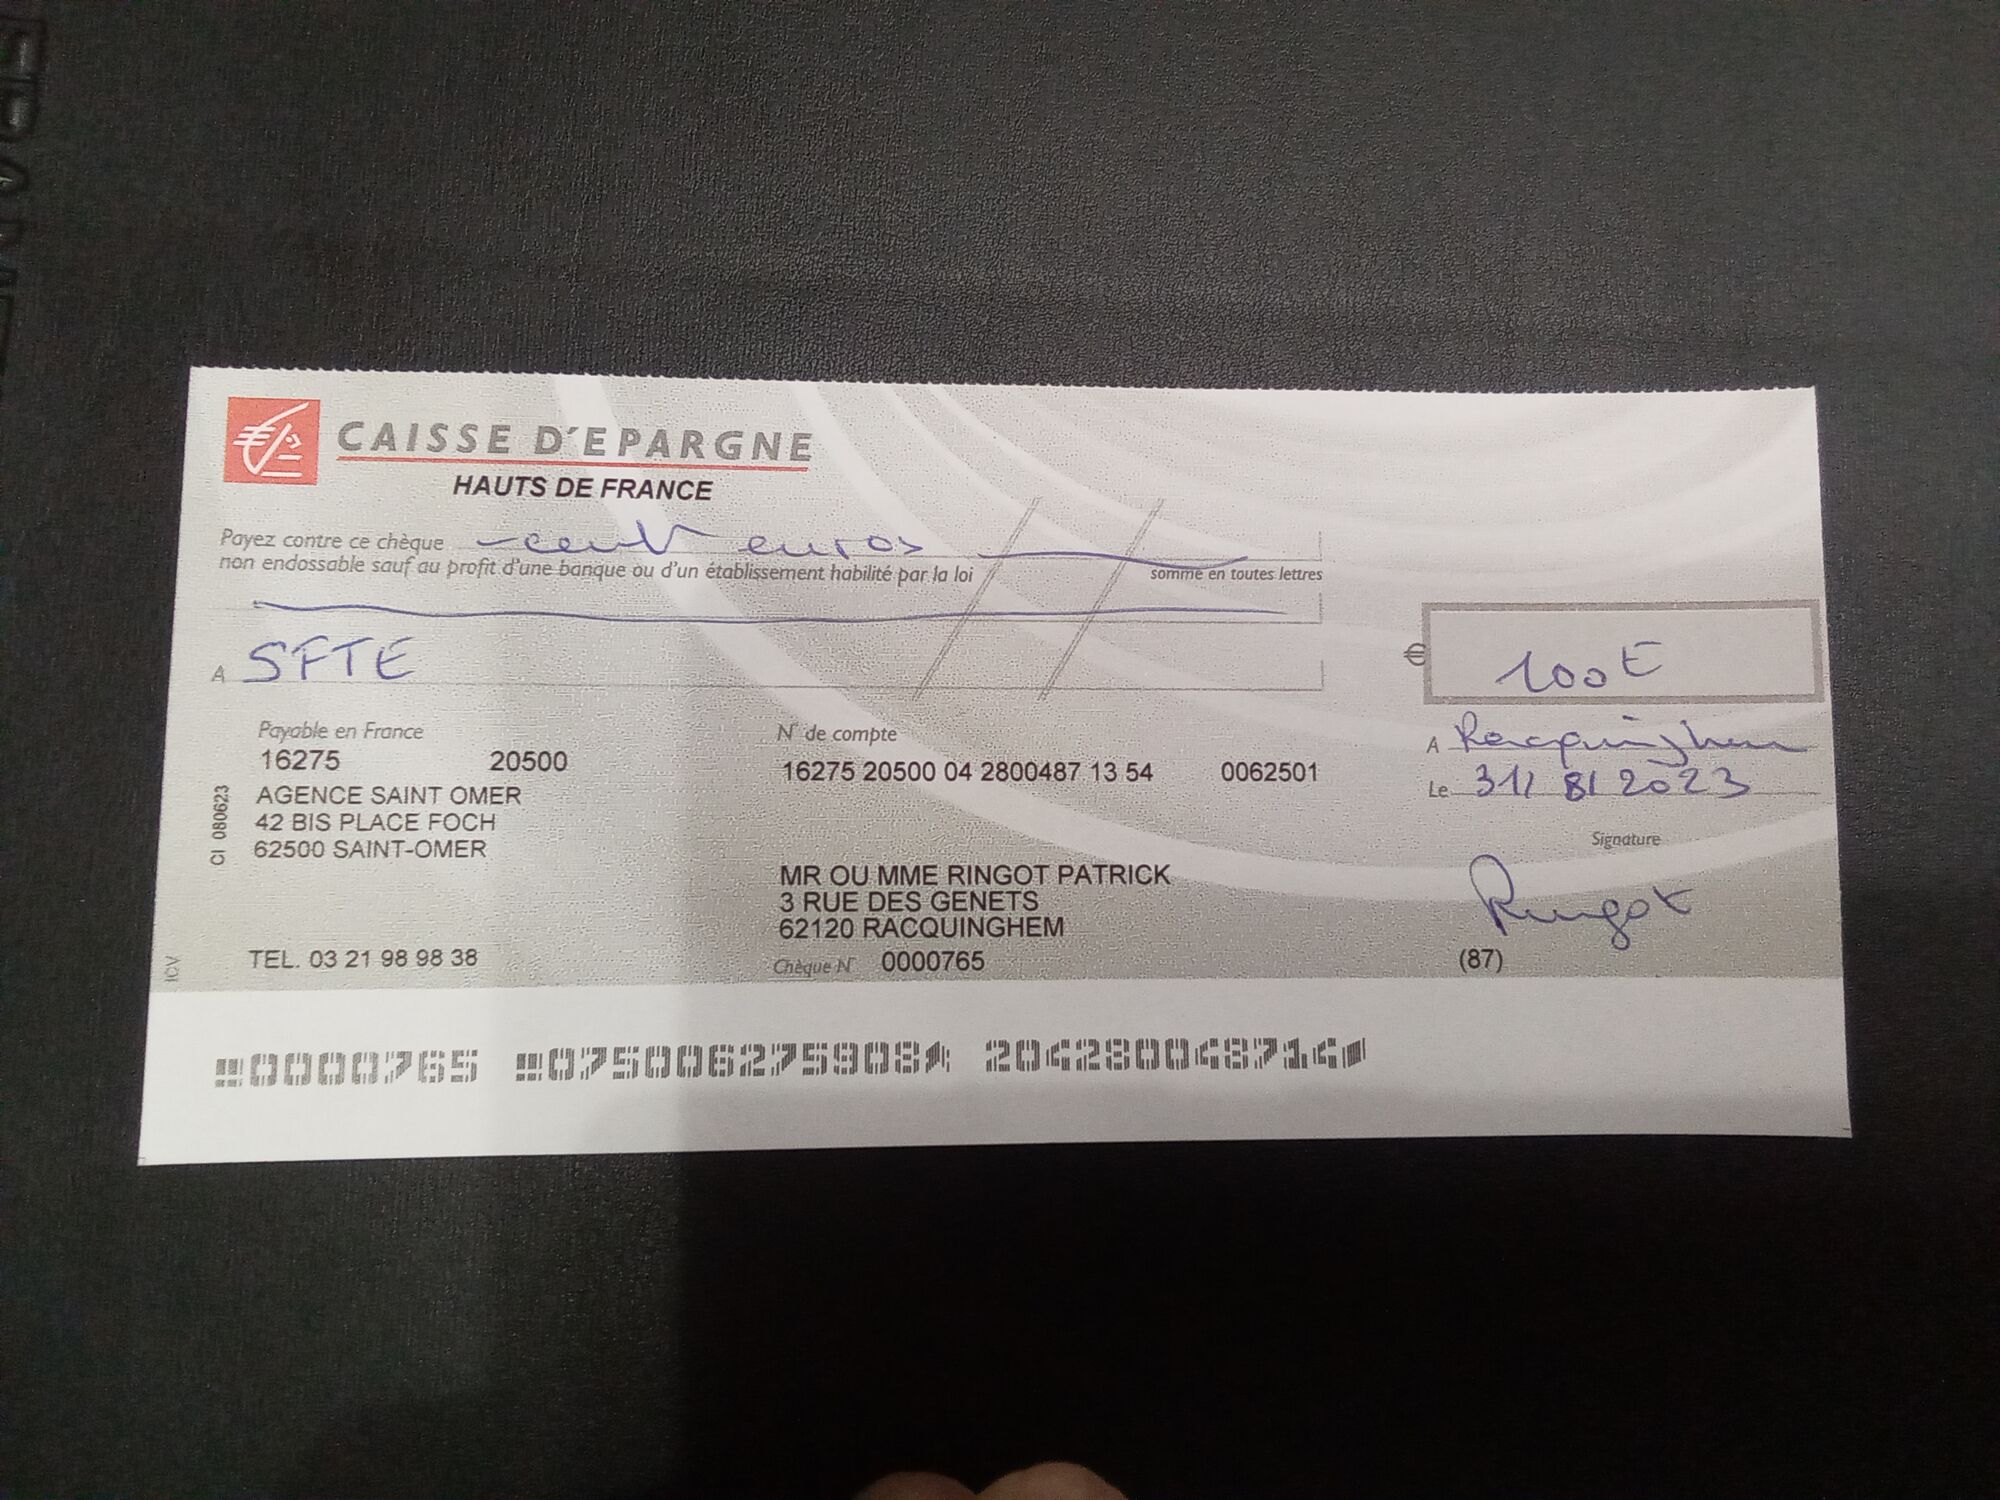 CAISSE D'EPARGNE
HAUTS DE FRANCE
Payez contre ce chèque cent euros
non endossable sauf au profit d'une banque ou d'un établissement habilité par la loi
somme en toutes lettres
A SFTE
€ 100€
Payable en France
16275 20500
N° de compte
16275 20500 04 2800487 13 54 0062501
A Racquinghem
Le 31/ 8/ 2023
AGENCE SAINT OMER
42 BIS PLACE FOCH
62500 SAINT-OMER
CI 080623
Signature
Ringot
MR OU MME RINGOT PATRICK
3 RUE DES GENETS
62120 RACQUINGHEM
TEL. 03 21 98 98 38
Chèque N° 0000765
(87)
ICV
0000765 075006275908 204280048714